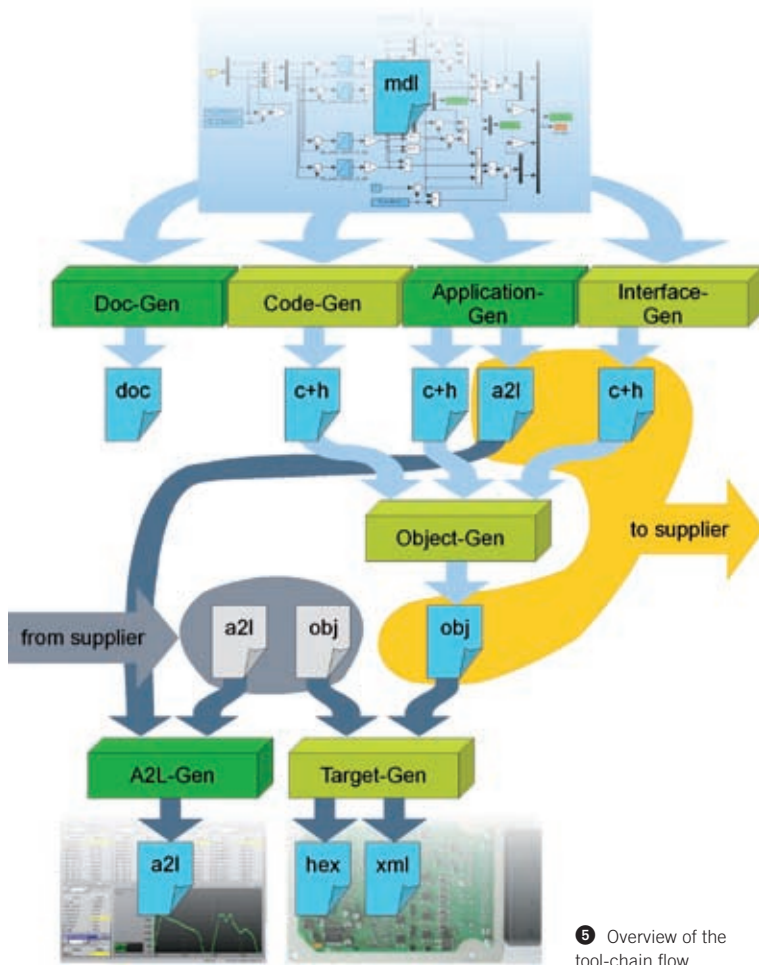 mdl
Doc-Gen
Code-Gen
Application-
Gen
Interface-
Gen
doc
c+h
c+h
a2l
c+h
Object-Gen
to supplier
from supplier
a2l
obj
obj
A2L-Gen
Target-Gen
a2l
hex
xml
5 Overview of the
tool-chain flow